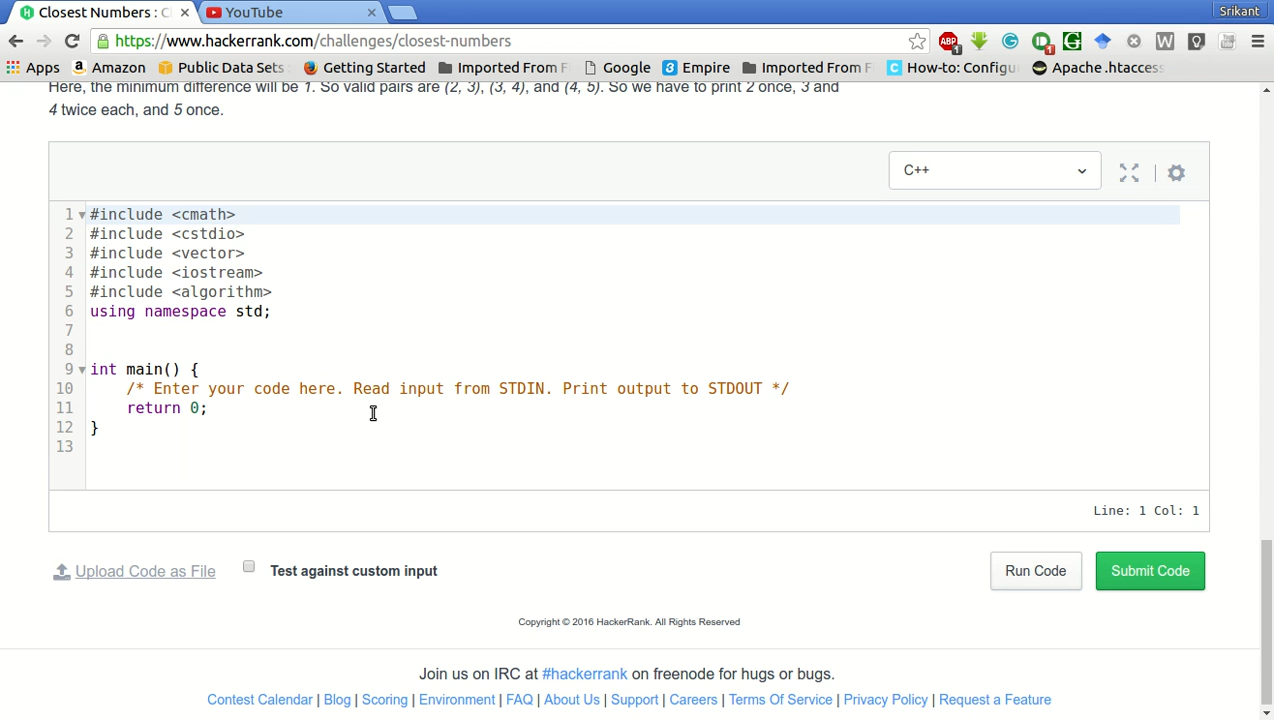 Closest Numbers : C
YouTube
Srikant
https://www.hackerrank.com/challenges/closest-numbers
Apps Amazon Public Data Sets Getting Started Imported From F Google Empire Imported From F How-to: Configu Apache .htaccess
Here, the minimum difference will be 1. So valid pairs are (2, 3), (3, 4), and (4, 5). So we have to print 2 once, 3 and
4 twice each, and 5 once.
C++
1 #include <cmath>
2 #include <cstdio>
3 #include <vector>
4 #include <iostream>
5 #include <algorithm>
6 using namespace std;
7
8
9 int main() {
10 /* Enter your code here. Read input from STDIN. Print output to STDOUT */
11 return 0;
12 }
13
Line: 1 Col: 1
Upload Code as File
Test against custom input
Run Code
Submit Code
Copyright © 2016 HackerRank. All Rights Reserved
Join us on IRC at #hackerrank on freenode for hugs or bugs.
Contest Calendar | Blog | Scoring | Environment | FAQ | About Us | Support | Careers | Terms Of Service | Privacy Policy | Request a Feature